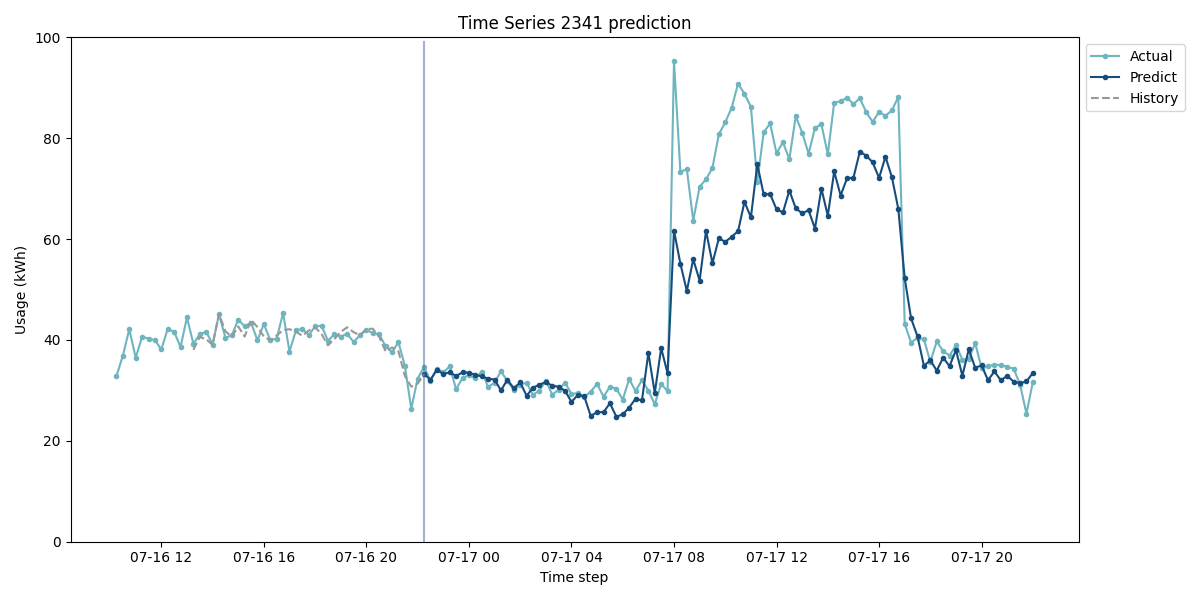 Time Series 2341 prediction
Usage (kWh)
100
80
60
40
20
0
07-16 12
07-16 16
07-16 20
07-17 00
07-17 04
07-17 08
07-17 12
07-17 16
07-17 20
Time step
Actual
Predict
History